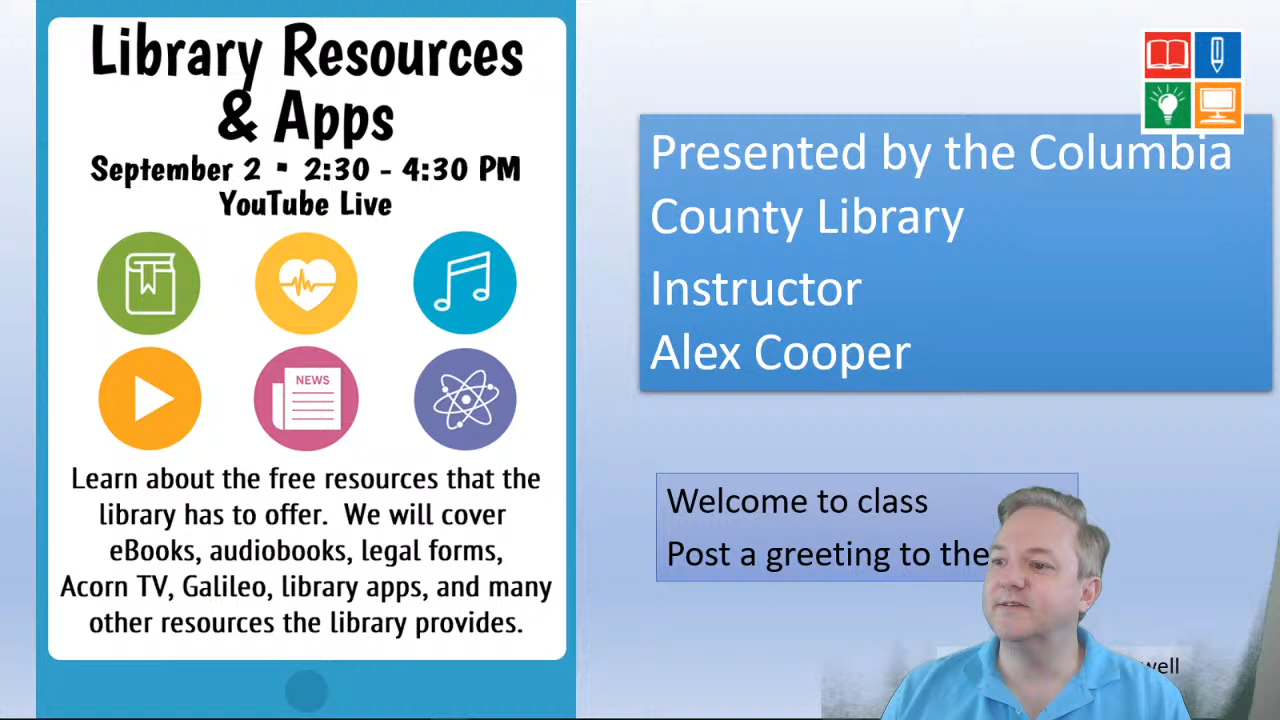 Library Resources
& Apps
September 2 ▪ 2:30 - 4:30 PM
YouTube Live
NEWS
Learn about the free resources that the
library has to offer. We will cover
eBooks, audiobooks, legal forms,
Acorn TV, Galileo, library apps, and many
other resources the library provides.
Presented by the Columbia
County Library
Instructor
Alex Cooper
Welcome to class
Post a greeting to the
well